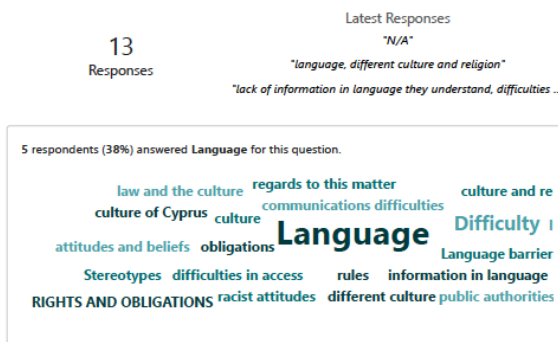 13
Responses
Latest Responses
"N/A"
"language, different culture and religion"
"lack of information in language they understand, difficulties ...
5 respondents (38%) answered Language for this question.
law and the culture regards to this matter culture and re
culture of Cyprus culture communications difficulties Difficulty
attitudes and beliefs obligations Language Language barrier
Stereotypes difficulties in access rules information in language
RIGHTS AND OBLIGATIONS racist attitudes different culture public authorities